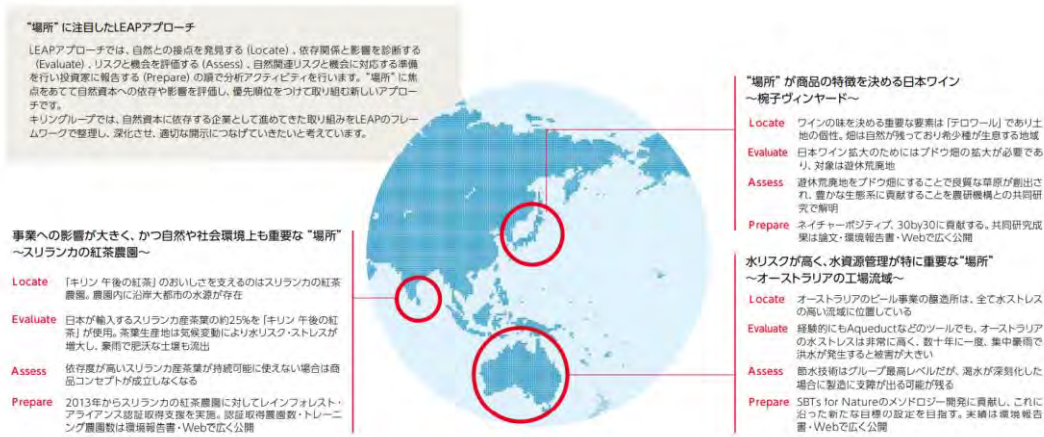 “場所”に注目したLEAPアプローチ
LEAPアプローチでは、自然との接点を発見する(Locate)、依存関係と影響を診断する
(Evaluate)、リスクと機会を評価する(Assess)、自然関連リスクと機会に対応する準備
を行い投資家に報告する(Prepare)の順で分析アクティビティを行います。“場所”に焦
点をあてて自然資本への依存や影響を評価し、優先順位をつけて取り組む新しいアプロー
チです。
キリングループでは、自然資本に依存する企業として進めてきた取り組みをLEAPのフレー
ムワークで整理し、深化させ、適切な開示につなげていきたいと考えています。
事業への影響が大きく、かつ自然や社会環境上も重要な“場所”
～スリランカの紅茶農園～
Locate 「キリン 午後の紅茶」のおいしさを支えるのはスリランカの紅茶
農園。農園内に沿岸大都市の水源が存在
Evaluate 日本が輸入するスリランカ産茶葉の約25%を「キリン 午後の紅
茶」が使用。茶葉生産地は気候変動により水リスク・ストレスが
増大し、豪雨で肥沃な土壌も流出
Assess 依存度が高いスリランカ産茶葉が持続可能に使えない場合は商
品コンセプトが成立しなくなる
Prepare 2013年からスリランカの紅茶農園に対してレインフォレスト・
アライアンス認証取得支援を実施。認証取得農園数・トレーニ
ング農園数は環境報告書・Webで広く公開
“場所”が商品の特徴を決める日本ワイン
～椀子ヴィンヤード～
Locate ワインの味を決める重要な要素は「テロワール」であり土
地の個性。畑は自然が残っており希少種が生息する地域
Evaluate 日本ワイン拡大のためにはブドウ畑の拡大が必要であ
り、対象は遊休荒廃地
Assess 遊休荒廃地をブドウ畑にすることで良質な草原が創出さ
れ、豊かな生態系に貢献することを農研機構との共同研
究で解明
Prepare ネイチャーポジティブ、30by30に貢献する。共同研究成
果は論文・環境報告書・Webで広く公開
水リスクが高く、水資源管理が特に重要な“場所”
～オーストラリアの工場流域～
Locate オーストラリアのビール事業の醸造所は、全て水ストレス
の高い流域に位置している
Evaluate 経験的にもAqueductなどのツールでも、オーストラリア
の水ストレスは非常に高く、数十年に一度、集中豪雨で
洪水が発生すると被害が大きい
Assess 節水技術はグループ最高レベルだが、渇水が深刻化した
場合に製造に支障が出る可能が残る
Prepare SBTs for Natureのメソドロジー開発に貢献し、これに
沿った新たな目標の設定を目指す。実績は環境報告
書・Webで広く公開